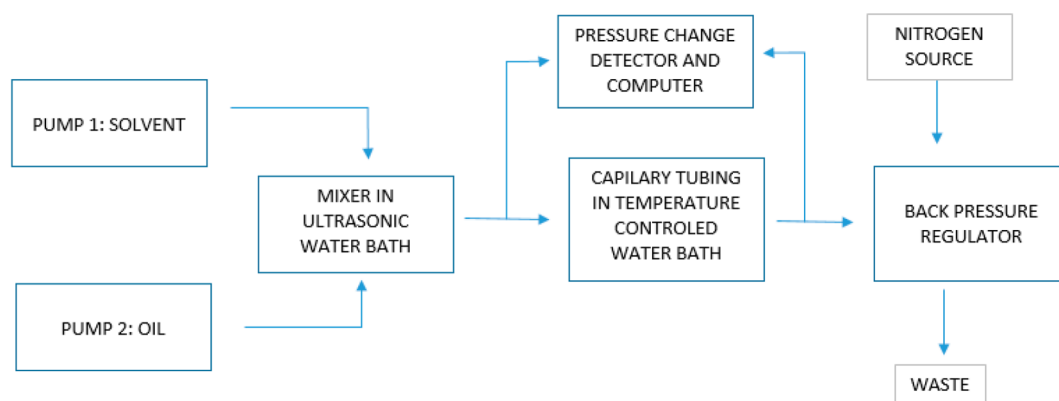 PRESSURE CHANGE
DETECTOR AND
COMPUTER
NITROGEN
SOURCE
PUMP 1: SOLVENT
MIXER IN
ULTRASONIC
WATER BATH
CAPILARY TUBING
IN TEMPERATURE
CONTROLED
WATER BATH
BACK PRESSURE
REGULATOR
PUMP 2: OIL
WASTE